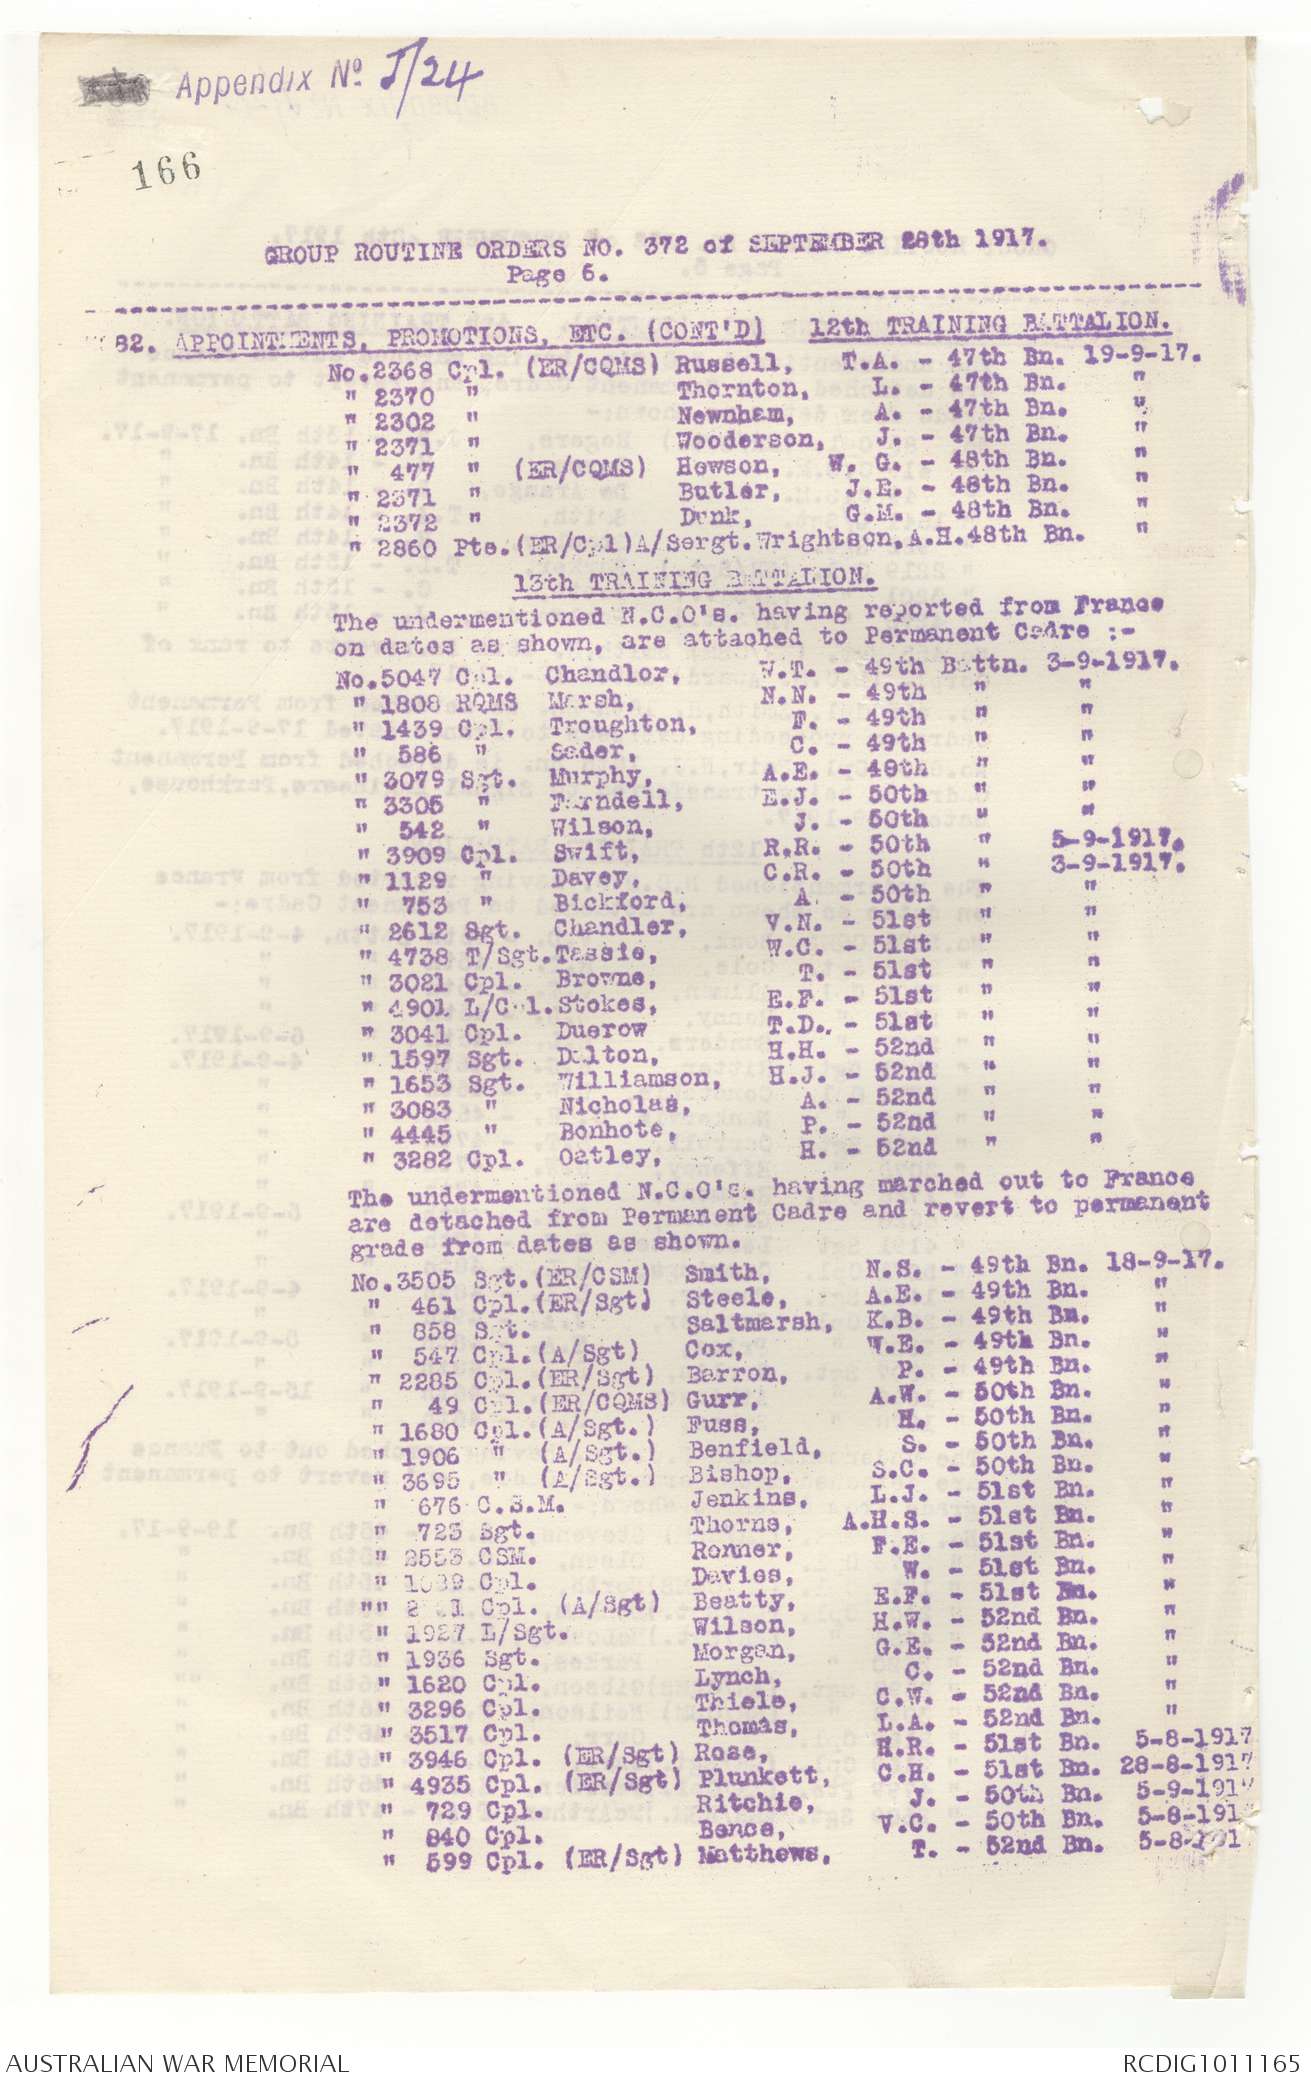 Appendix Nº J/24
166
GROUP ROUTINE ORDERS NO. 372 of SEPTEMBER 28th 1917.
Page 6.
82. APPOINTMENTS, PROMOTIONS, ETC. (CONT'D) 12th TRAINING BATTALION.
No.2368 Cpl. (ER/CQMS) Russell, T.A. - 47th Bn. 19-9-17.
" 2370 " Thornton, L. - 47th Bn. "
" 2302 " Newnham, A. - 47th Bn. "
" 2371 " Wooderson, J. - 47th Bn. "
" 477 " (ER/CQMS) Hewson, W. G. - 48th Bn. "
" 2371 " Butler, J.E. - 48th Bn. "
" 2372 " Dunk, G.M. - 48th Bn. "
" 2860 Pte.(ER/Cpl)A/Sergt.Wrightson,A.H.48th Bn. "
13th TRAINING BATTALION.
The undermentioned N.C.O's. having reported from France
on dates as shown, are attached to Permanent Cadre :-
No.5047 Cpl. Chandlor, W.T. - 49th Battn. 3-9-1917.
" 1808 RQMS Marsh, N.N. - 49th " "
" 1439 Cpl. Troughton, F. - 49th " "
" 586 " Sader, C. - 49th " "
" 3079 Sgt. Murphy, A.E. - 49th " "
" 3305 " Farndell, E.J. - 50th " "
" 542 " Wilson, J. - 50th " "
" 3909 Cpl. Swift, R.R. - 50th " 5-9-1917.
" 1129 " Davey, C.R. - 50th " 3-9-1917.
" 753 " Bickford, A. - 50th " "
" 2612 Sgt. Chandler, V.N. - 51st " "
" 4738 T/Sgt.Tassie, W.C. - 51st " "
" 3021 Cpl. Browne, T. - 51st " "
" 4901 L/Cpl.Stokes, E.F. - 51st " "
" 3041 Cpl. Duerow T.D. - 51st " "
" 1597 Sgt. Dalton, H.H. - 52nd " "
" 1653 Sgt. Williamson, H.J. - 52nd " "
" 3083 " Nicholas, A. - 52nd " "
" 4445 " Bonhote, P. - 52nd " "
" 3282 Cpl. Oatley, H. - 52nd " "
The undermentioned N.C.O's. having marched out to France
are detached from Permanent Cadre and revert to permanent
grade from dates as shown.
No.3505 Sgt.(ER/CSM) Smith, N.S. - 49th Bn. 18-9-17.
" 461 Cpl.(ER/Sgt) Steele, A.E. - 49th Bn. "
" 858 Sgt. Saltmarsh, K.B. - 49th Bn. "
" 547 Cpl.(A/Sgt) Cox, W.E. - 49th Bn. "
" 2285 Cpl.(ER/Sgt) Barron, P. - 49th Bn. "
" 49 Cpl.(ER/CQMS) Gurr, A.W. - 50th Bn. "
" 1680 Cpl.(A/Sgt.) Fuss, H. - 50th Bn. "
" 1906 " (A/Sgt.) Benfield, S. - 50th Bn. "
" 3695 " (A/Sgt.) Bishop, S.C. - 50th Bn. "
" 676 C.S.M. Jenkins, L.J. - 51st Bn. "
" 723 Sgt. Thorns, A.H.S. - 51st Bn. "
" 2553 CSM. Ronner, F.E. - 51st Bn. "
" Cpl. Davies, W. - 51st Bn. "
"" Cpl. (A/Sgt) Beatty, E.F. - 51st Bn. "
" 1927 L/Sgt. Wilson, H.W. - 52nd Bn. "
" 1936 Sgt. Morgan, G.E. - 52nd Bn. "
" 1620 Cpl. Lynch, C. - 52nd Bn. "
" 3296 Cpl. Thiele, C.W. - 52nd Bn. "
" 3517 Cpl. Thomas, L.A. - 52nd Bn. "
" 3946 Cpl. (ER/Sgt) Rose, H.R. - 51st Bn. 5-8-1917
" 4935 Cpl. (ER/Sgt) Plunkett, C.H. - 51st Bn. 28-8-1917
" 729 Cpl. Ritchie, J. - 50th Bn. 5-9-1917
" 840 Cpl. Bence, V.C. - 50th Bn. 5-8-191
" 599 Cpl. (ER/Sgt) Matthews, T. - 52nd Bn. 5-8-191
AUSTRALIAN WAR MEMORIAL RCDIG1011165